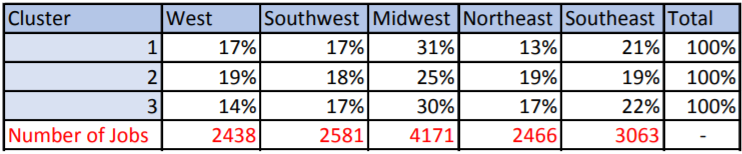 Cluster West Southwest Midwest Northeast Southeast Total
1 17% 17% 31% 13% 21% 100%
2 19% 18% 25% 19% 19% 100%
3 14% 17% 30% 17% 22% 100%
Number of Jobs 2438 2581 4171 2466 3063 -